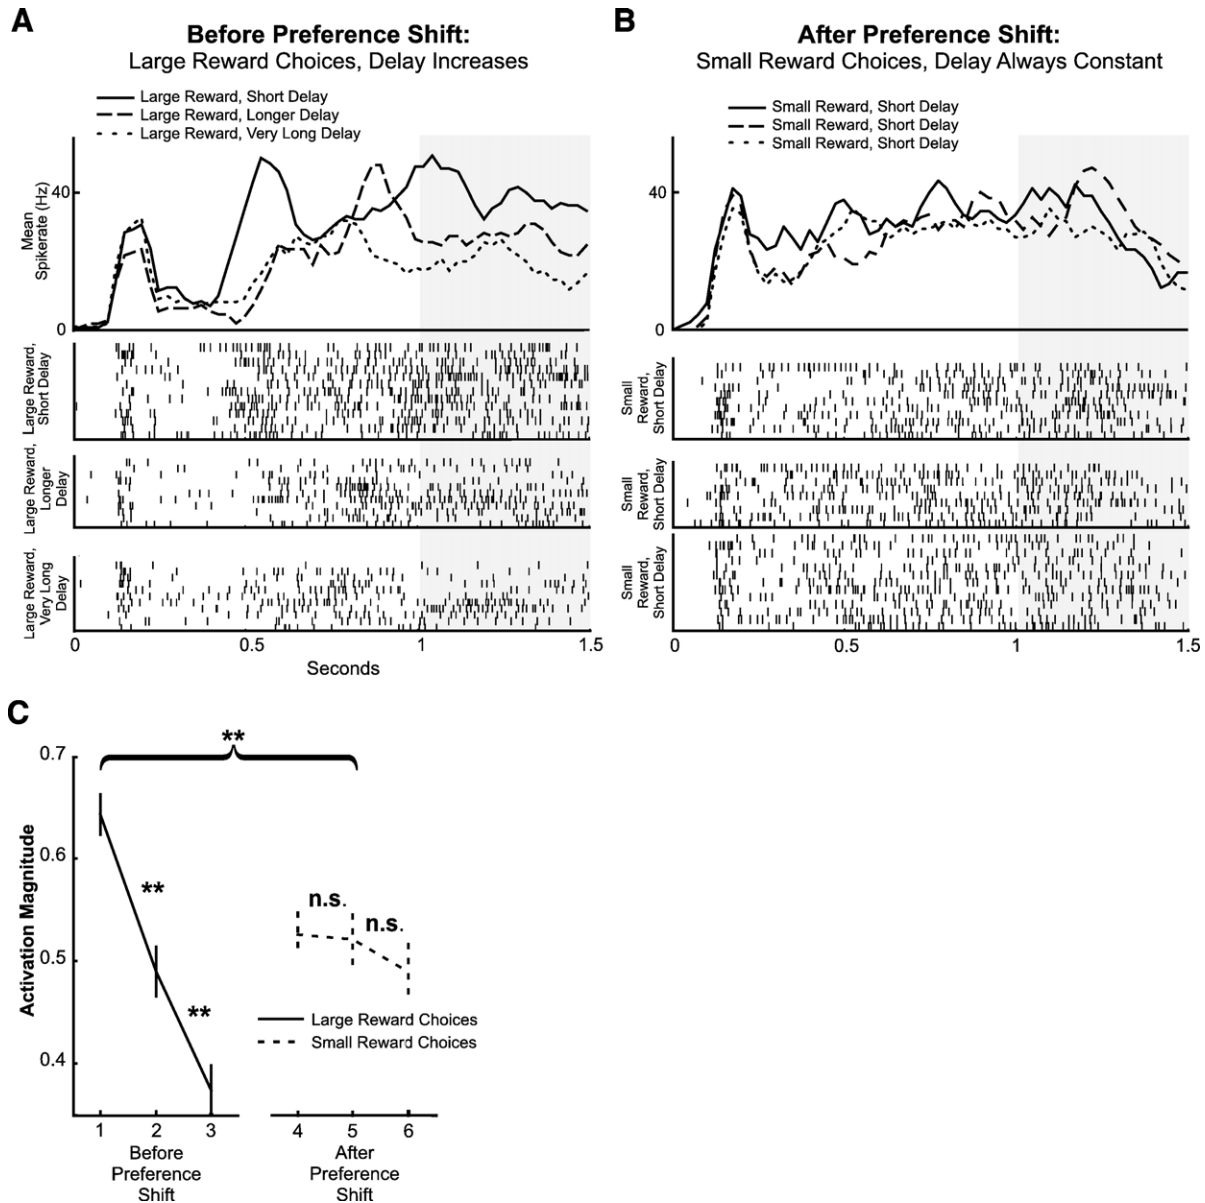 A
Before Preference Shift:
Large Reward Choices, Delay Increases
Large Reward, Short Delay
Large Reward, Longer Delay
Large Reward, Very Long Delay
Mean
Spikerate (Hz)
40
0
Large Reward,
Short Delay
Large Reward,
Longer
Delay
Large Reward,
Very Long
Delay
0
0.5
1
1.5
Seconds
B
After Preference Shift:
Small Reward Choices, Delay Always Constant
Small Reward, Short Delay
Small Reward, Short Delay
Small Reward, Short Delay
40
0
Small
Reward,
Short Delay
Small
Reward,
Short Delay
Small
Reward,
Short Delay
0
0.5
1
1.5
C
**
0.7
0.6
0.5
0.4
Activation Magnitude
**
**
n.s.
n.s.
Large Reward Choices
Small Reward Choices
1
2
3
4
5
6
Before
Preference
Shift
After
Preference
Shift